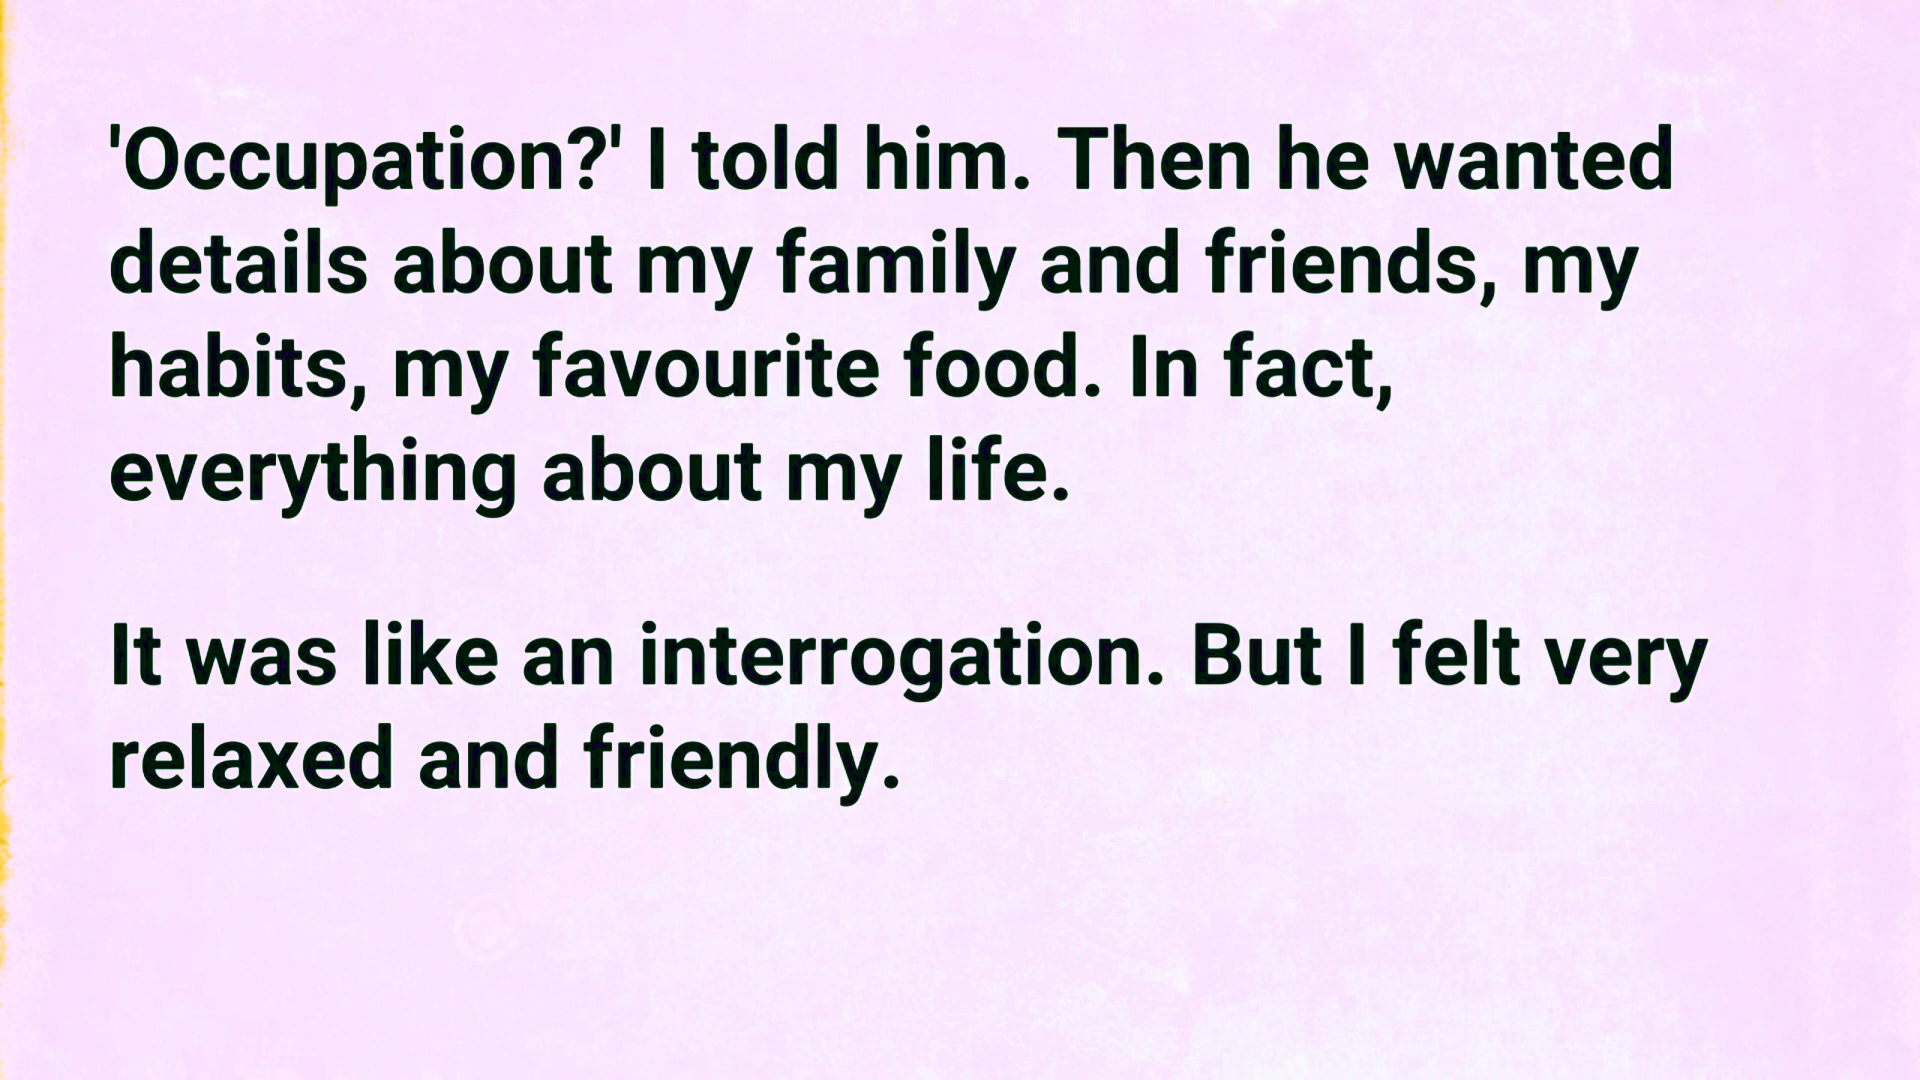 'Occupation?' I told him. Then he wanted
details about my family and friends, my
habits, my favourite food. In fact,
everything about my life.
It was like an interrogation. But I felt very
relaxed and friendly.